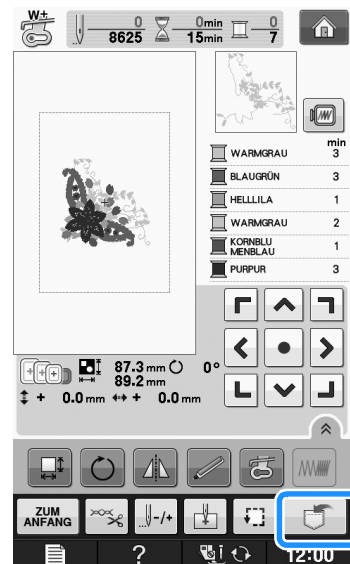 W+
0 0min 0
8625 15min 7
min
WARMGRAU 3
BLAUGRÜN 3
HELLLILA 1
WARMGRAU 2
KORNBLU
MENBLAU 1
PURPUR 3
87.3 mm 0°
89.2 mm
+ 0.0 mm + 0.0 mm
ZUM
ANFANG
-/+
? 12:00